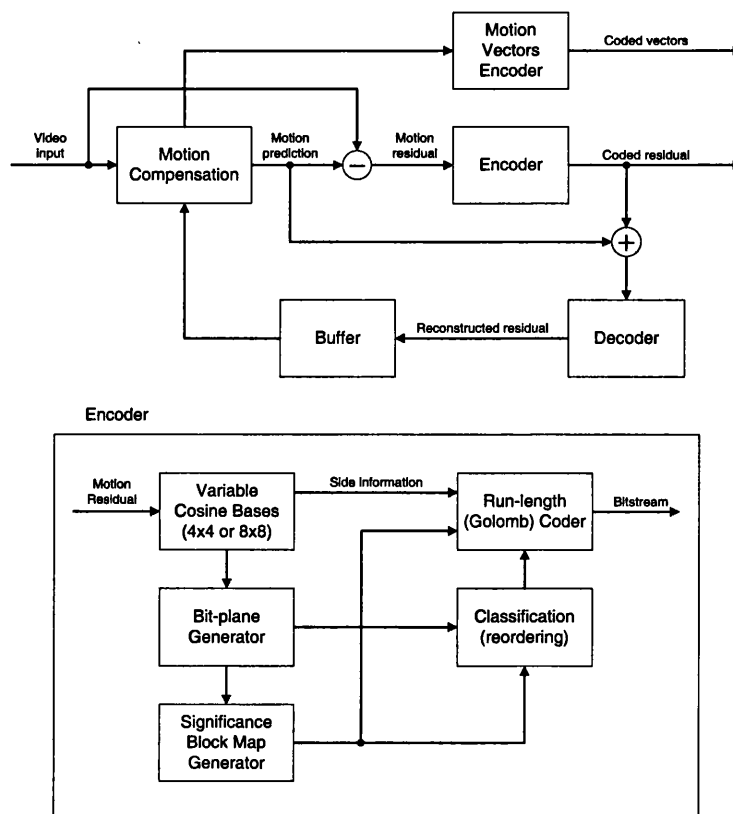 Motion
Vectors
Encoder
Coded vectors
Video
input
Motion
Compensation
Motion
prediction
−
Motion
residual
Encoder
Coded residual
+
Buffer
Reconstructed residual
Decoder
Encoder
Motion
Residual
Variable
Cosine Bases
(4x4 or 8x8)
Side Information
Run-length
(Golomb) Coder
Bitstream
Bit-plane
Generator
Classification
(reordering)
Significance
Block Map
Generator